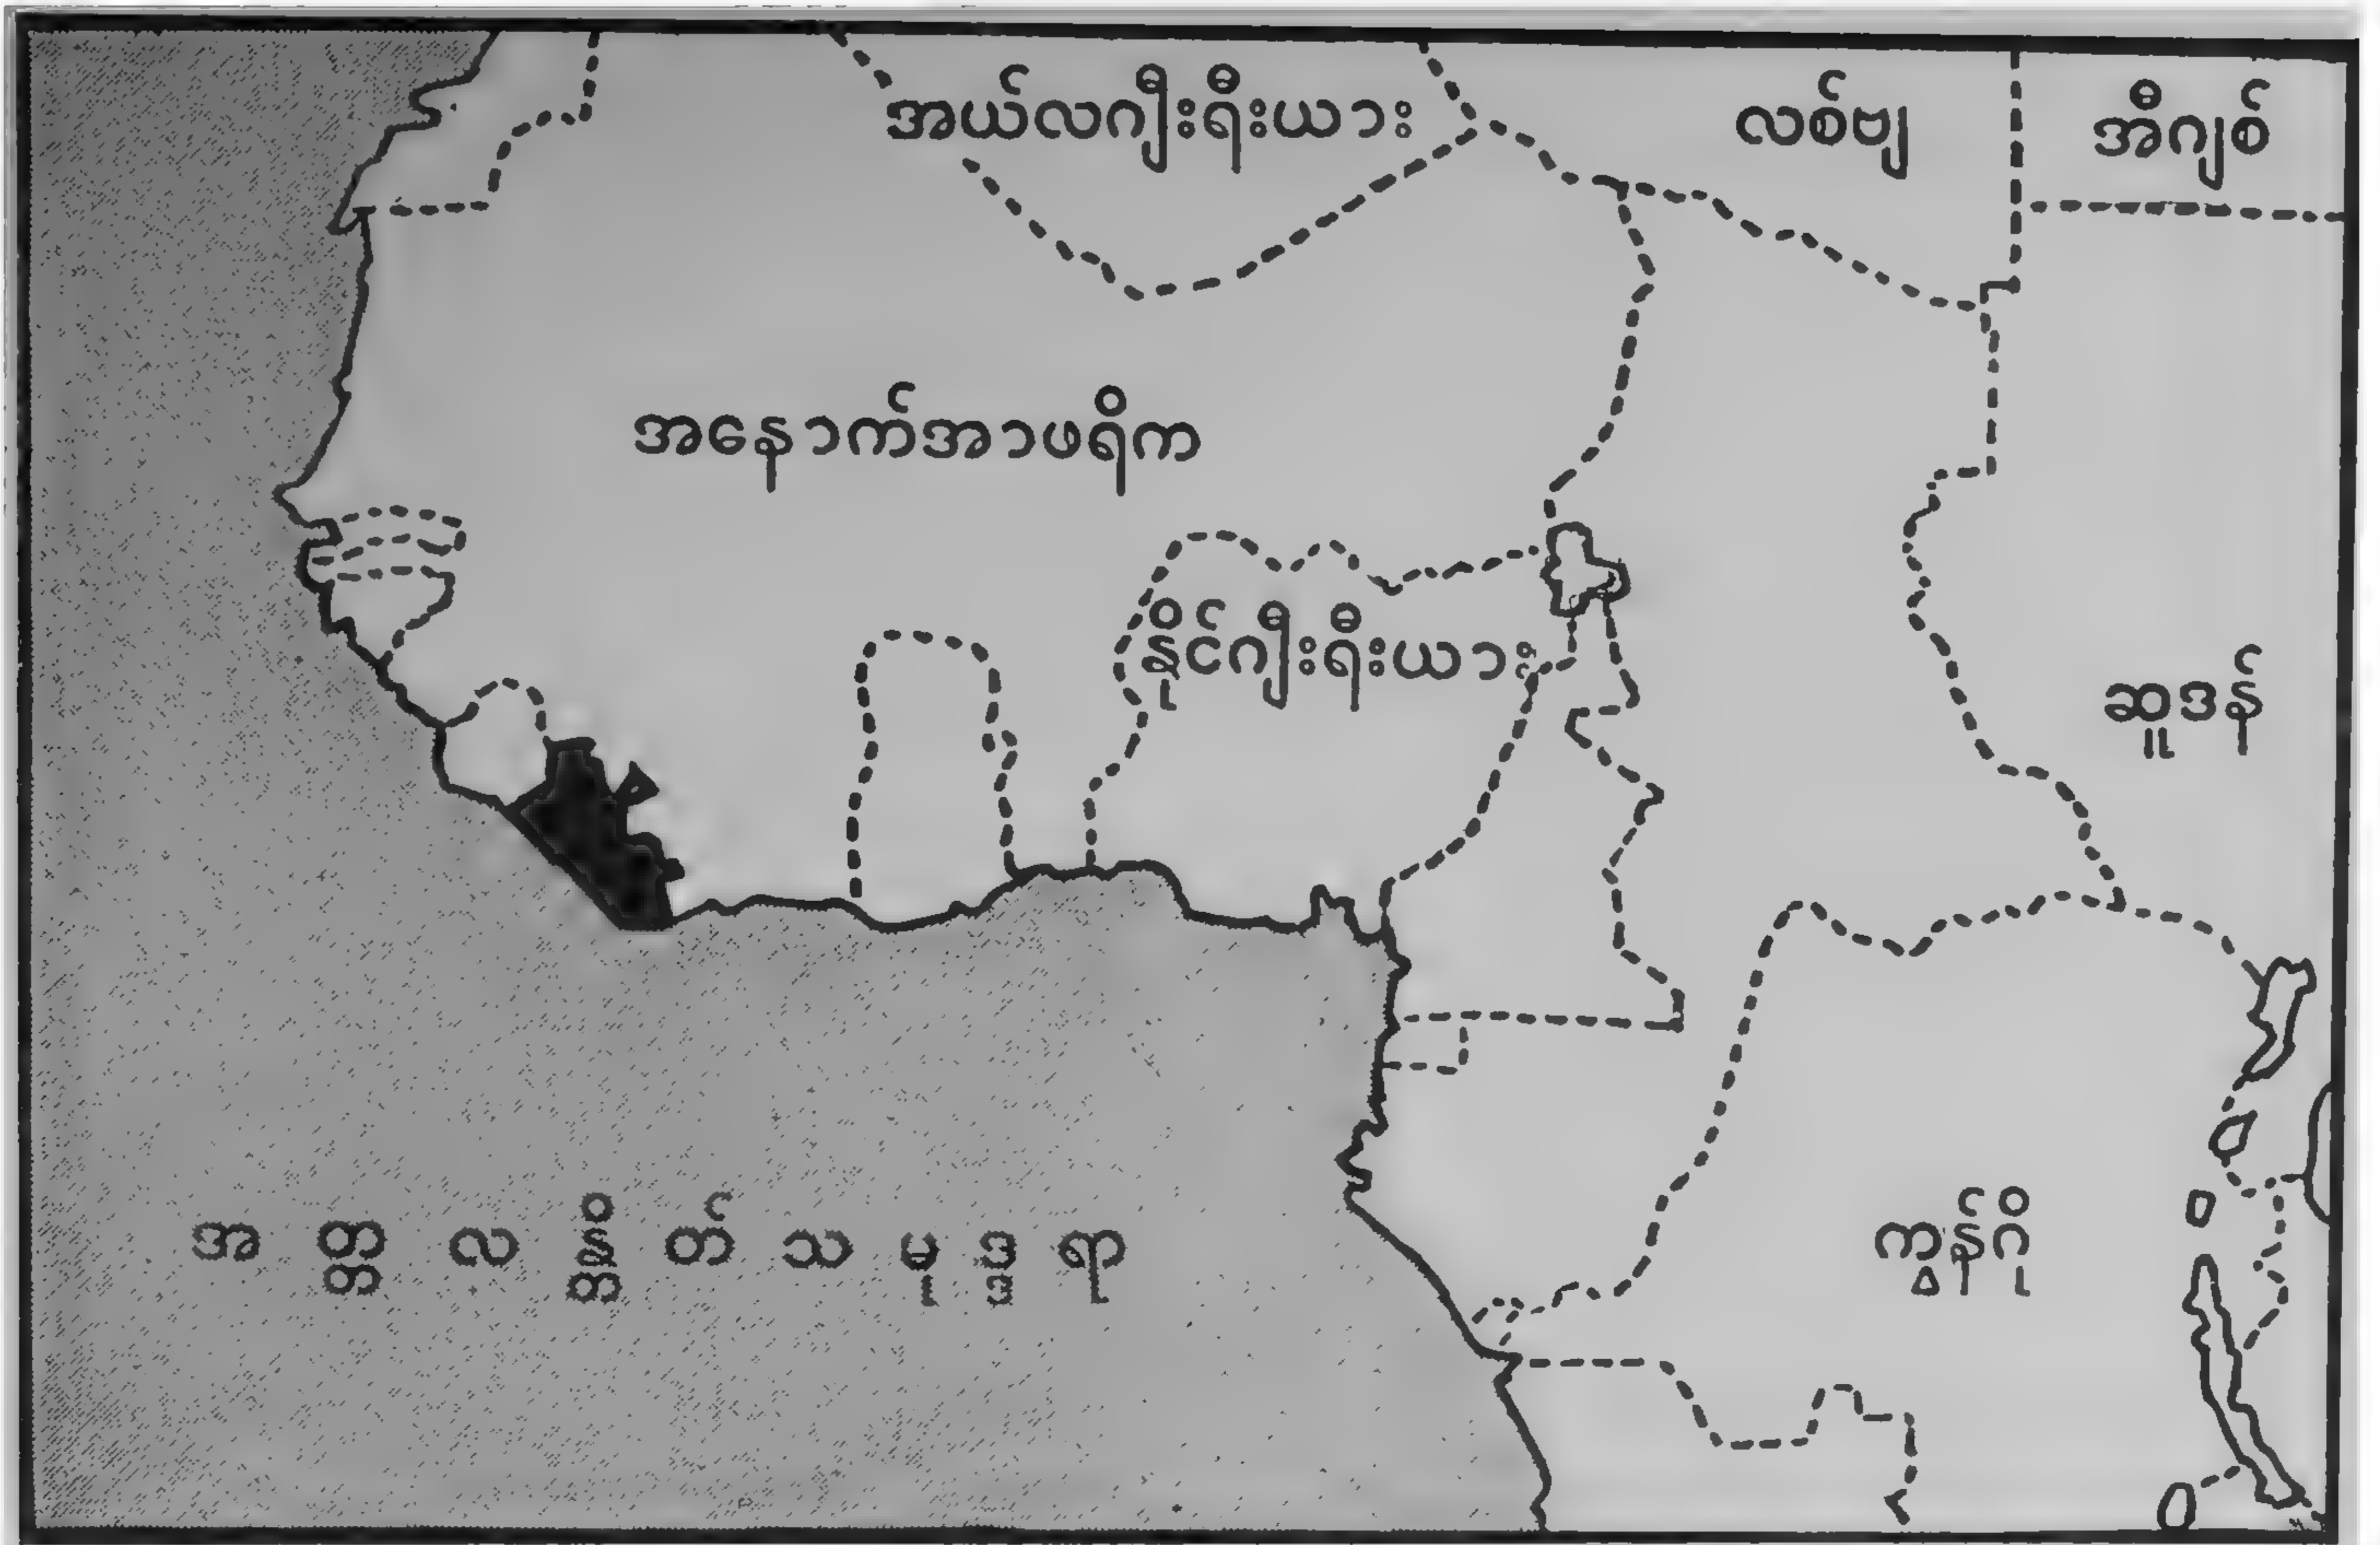 အယ်လဂျီးရီးယား
လစ်ဗျ
အီဂျစ်
အနောက်အာဖရိက
နိုင်ဂျီးရီးယား
ဆူဒန်
အတ္တလန္တိတ်သမုဒ္ဒရာ
ကွန်ဂို